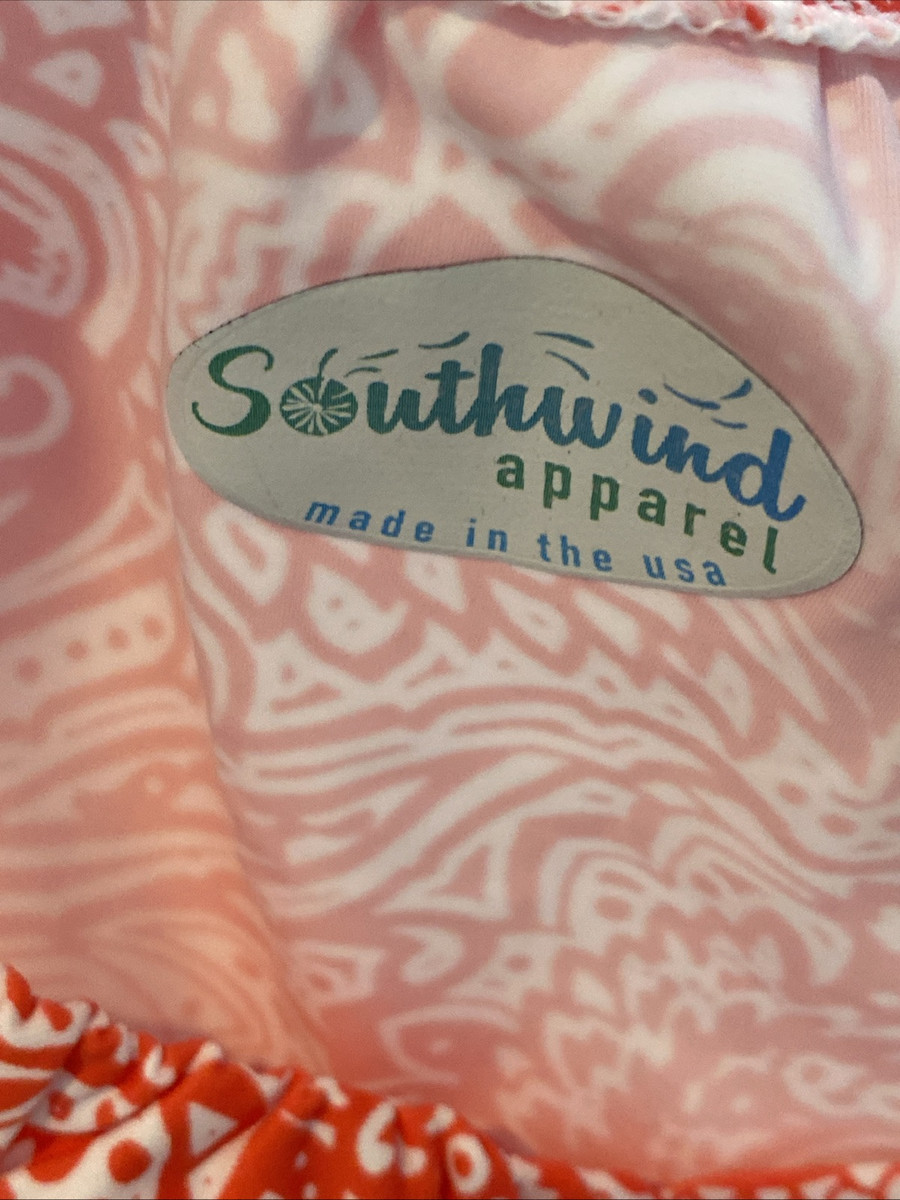 Southwind
apparel
made in the usa